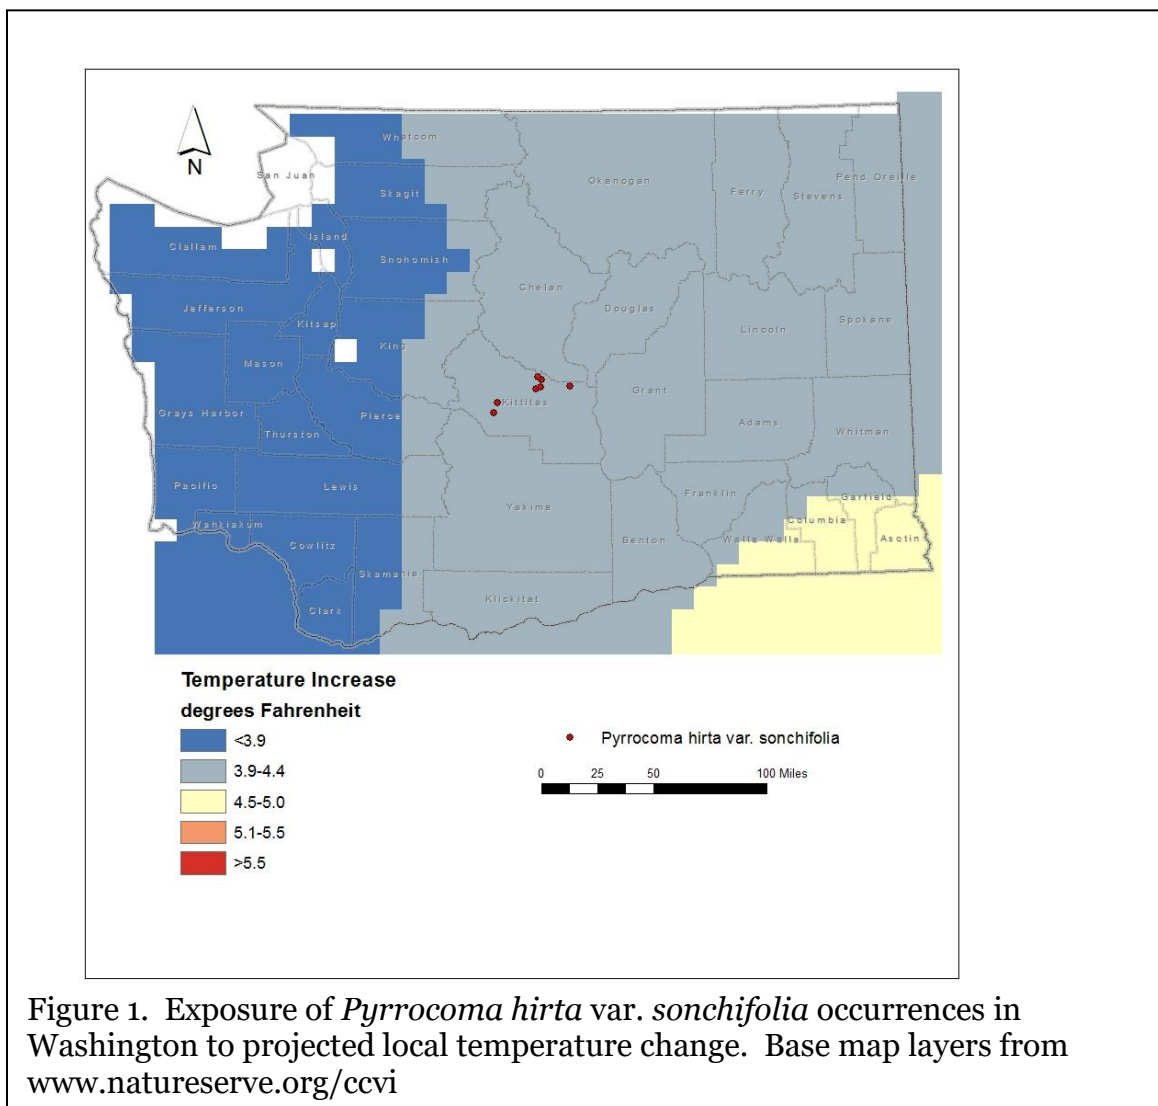 N
Whatcom
San Juan
Okanogan
Ferry
Stevens
Pend Oreille
Skagit
Island
Clallam
Snohomish
Chelan
Jefferson
Kitsap
King
Douglas
Lincoln
Spokane
Mason
Grant
Kittitas
Grays Harbor
Pierce
Thurston
Adams
Whitman
Pacific
Lewis
Franklin
Garfield
Yakima
Columbia
Wahkiakum
Cowlitz
Benton
Walla Walla
Asotin
Skamania
Clark
Klickitat
Temperature Increase
degrees Fahrenheit
<3.9
3.9-4.4
4.5-5.0
5.1-5.5
>5.5
Pyrrocoma hirta var. sonchifolia
0 25 50 100 Miles
Figure 1. Exposure of Pyrrocoma hirta var. sonchifolia occurrences in
Washington to projected local temperature change. Base map layers from
www.natureserve.org/ccvi